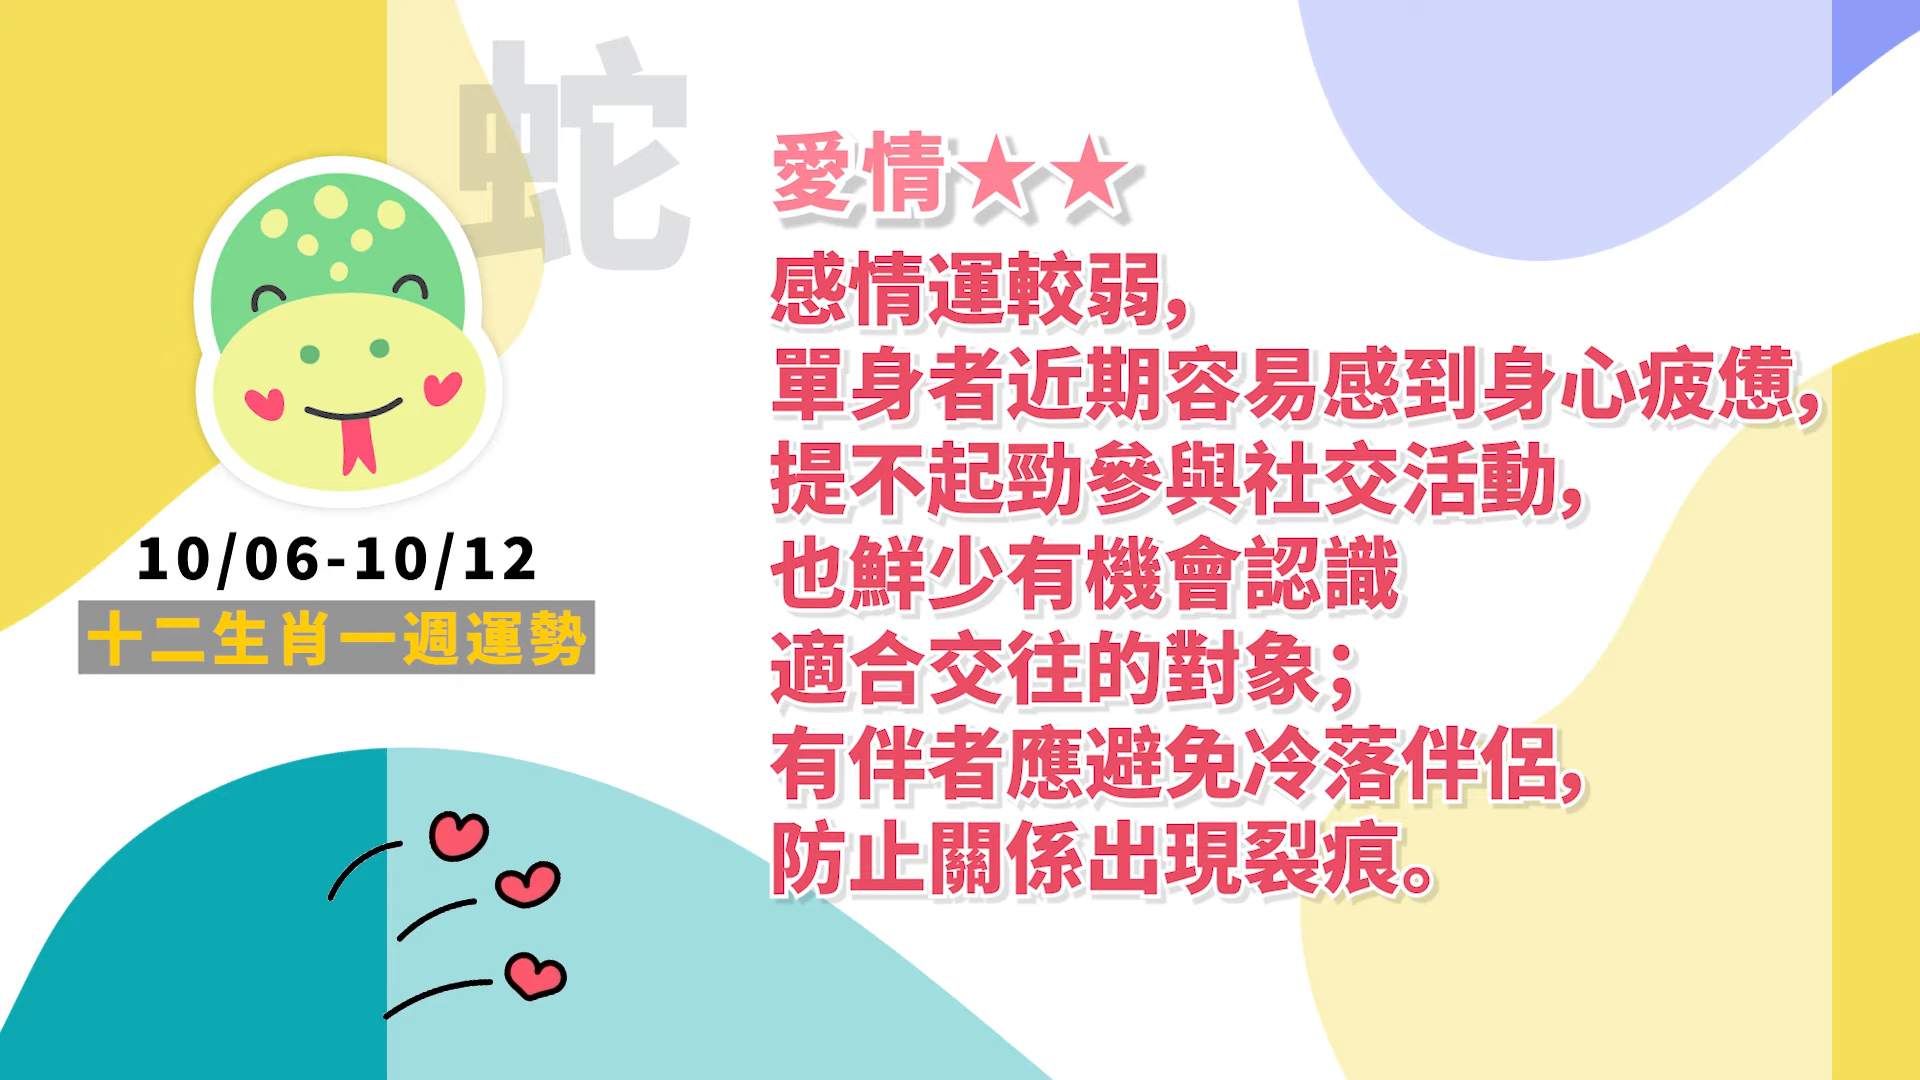 蛇
10/06-10/12
十二生肖一週運勢
愛情★★
感情運較弱,
單身者近期容易感到身心疲憊,
提不起勁參與社交活動,
也鮮少有機會認識
適合交往的對象;
有伴者應避免冷落伴侶,
防止關係出現裂痕。